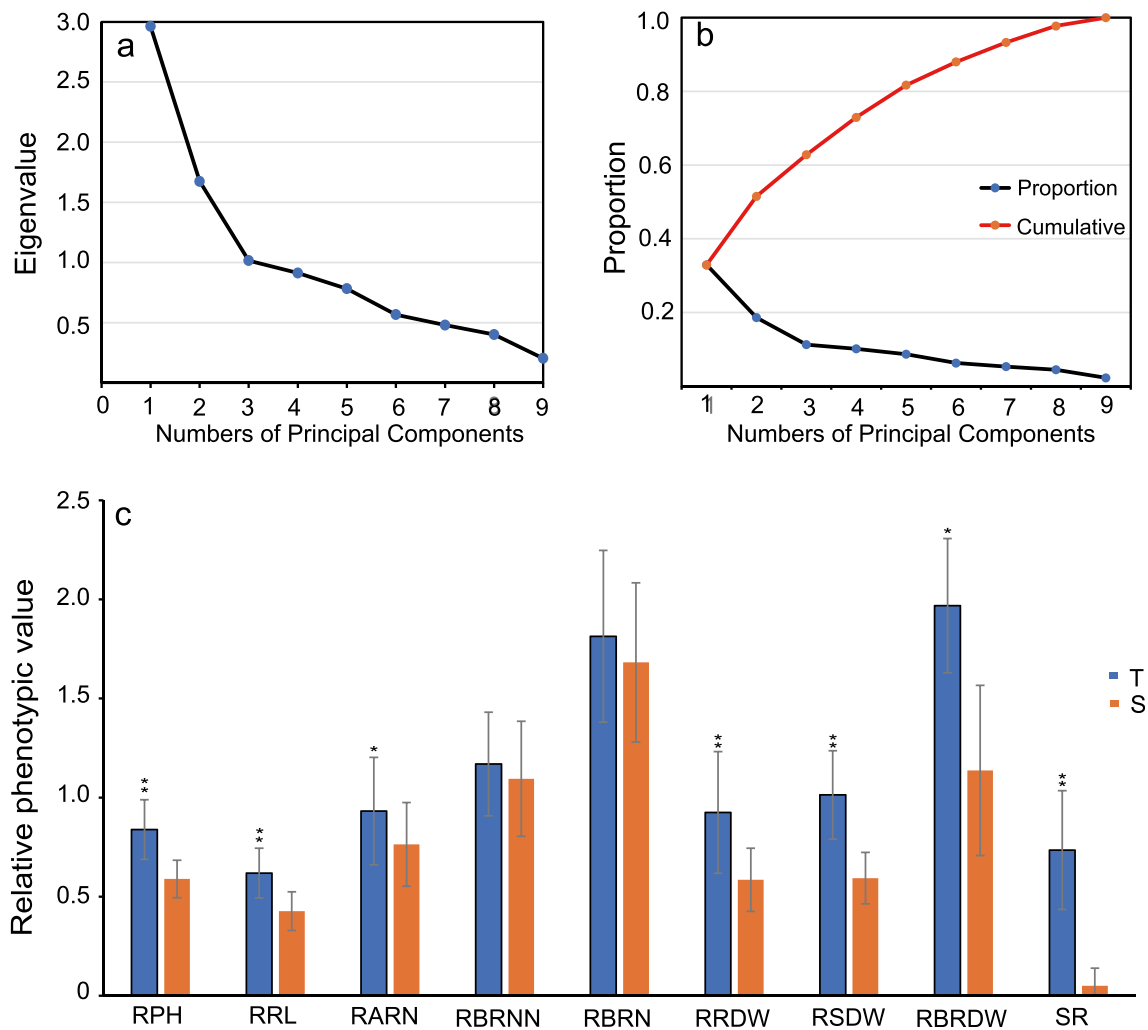 a
3.0
2.5
2.0
1.5
1.0
0.5
Eigenvalue
0 1 2 3 4 5 6 7 8 9
Numbers of Principal Components
b
1.0
0.8
0.6
0.4
0.2
Proportion
Proportion
Cumulative
1 2 3 4 5 6 7 8 9
Numbers of Principal Components
c
2.5
2.0
1.5
1.0
0.5
0
Relative phenotypic value
** ** * ** ** * **
T
S
RPH RRL RARN RBRNN RBRN RRDW RSDW RBRDW SR